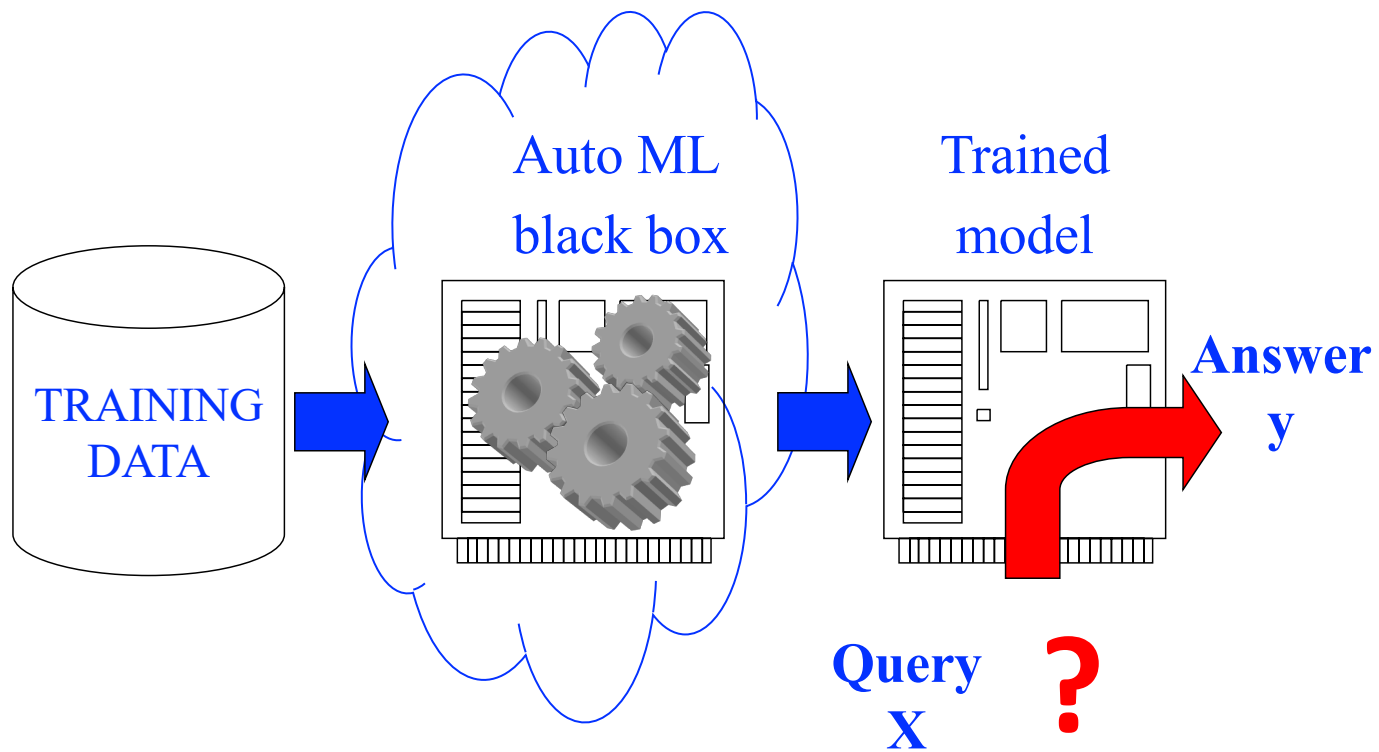 Auto ML
black box
Trained
model
TRAINING
DATA
Answer
y
Query
X
?